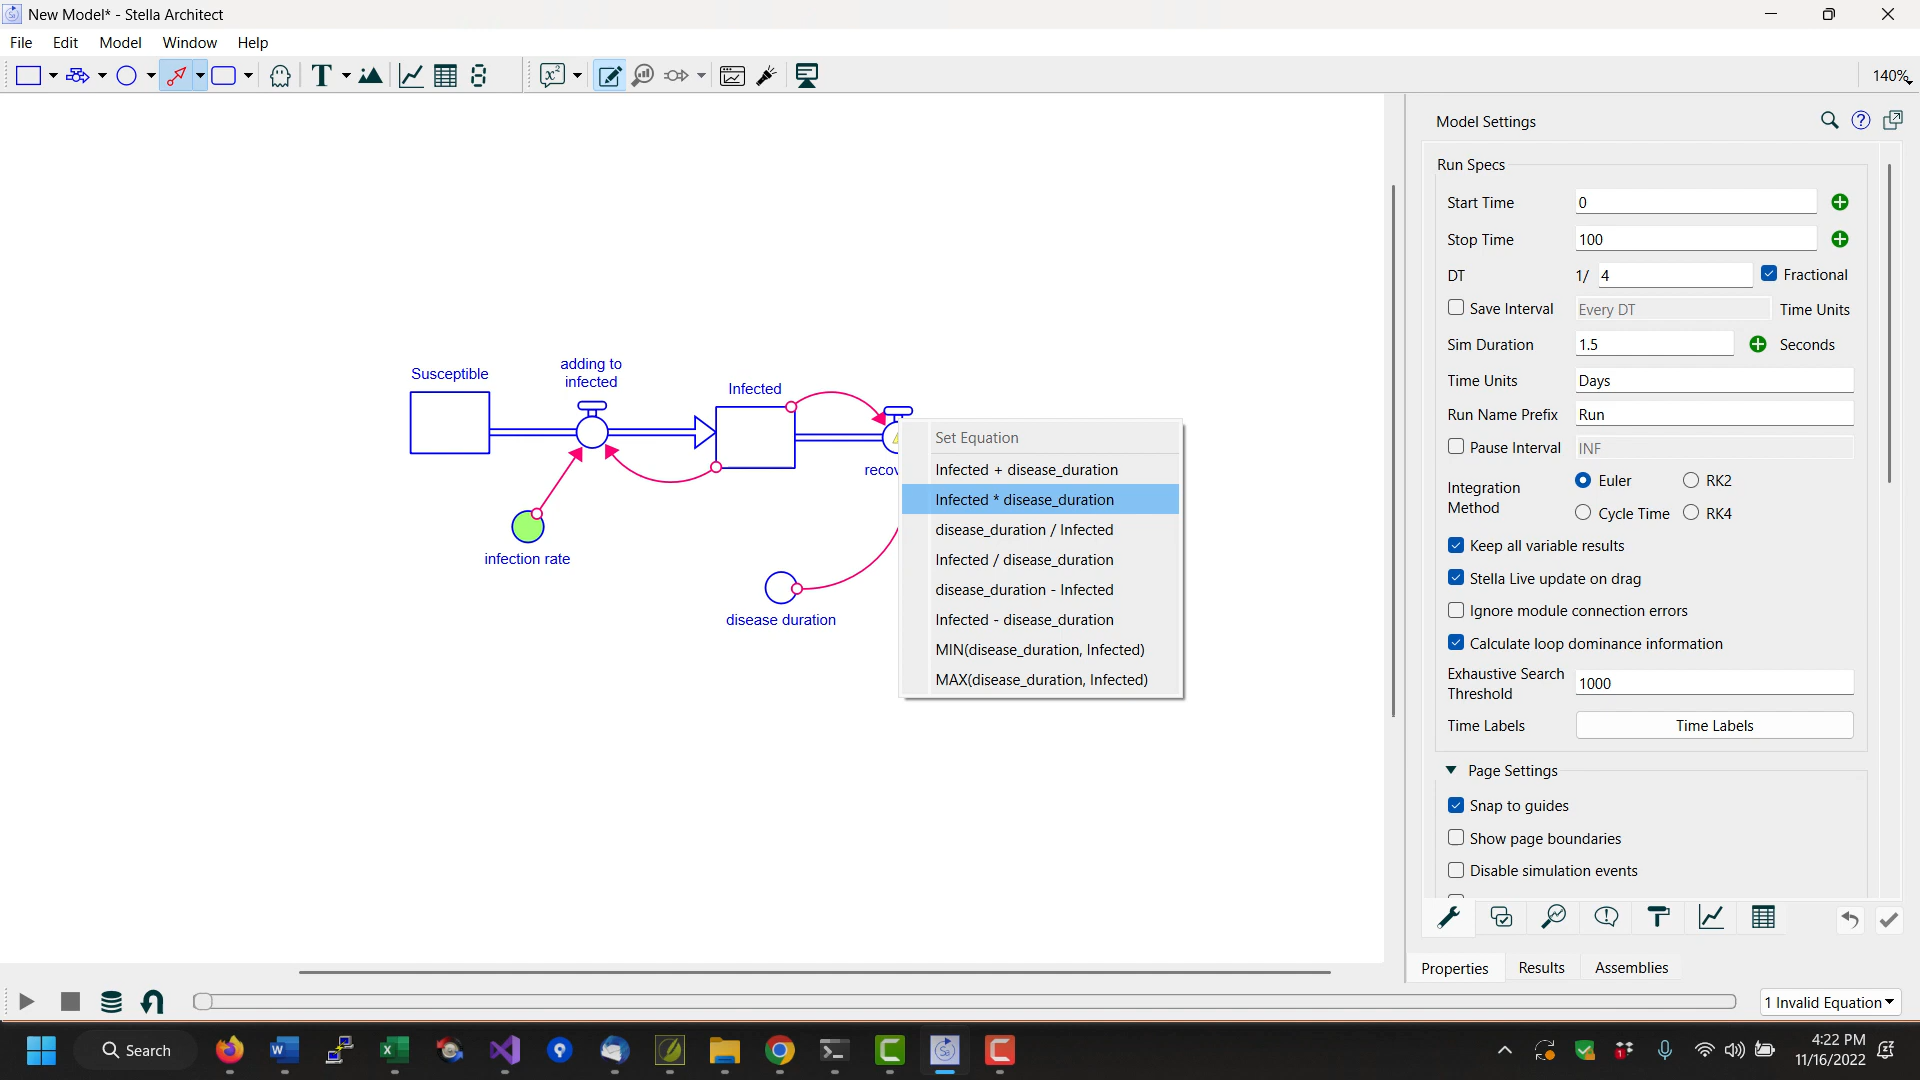 New Model* - Stella Architect
File Edit Model Window Help
140%
Susceptible
adding to
infected
Infected
recov
infection rate
disease duration
Set Equation
Infected + disease_duration
Infected * disease_duration
disease_duration / Infected
Infected / disease_duration
disease_duration - Infected
Infected - disease_duration
MIN(disease_duration, Infected)
MAX(disease_duration, Infected)
Model Settings
Run Specs
Start Time 0
Stop Time 100
DT 1/ 4 Fractional
Save Interval Every DT Time Units
Sim Duration 1.5 Seconds
Time Units Days
Run Name Prefix Run
Pause Interval INF
Integration
Method
Euler RK2
Cycle Time RK4
Keep all variable results
Stella Live update on drag
Ignore module connection errors
Calculate loop dominance information
Exhaustive Search
Threshold
1000
Time Labels Time Labels
Page Settings
Snap to guides
Show page boundaries
Disable simulation events
Properties Results Assemblies
1 Invalid Equation
Search
4:22 PM
11/16/2022